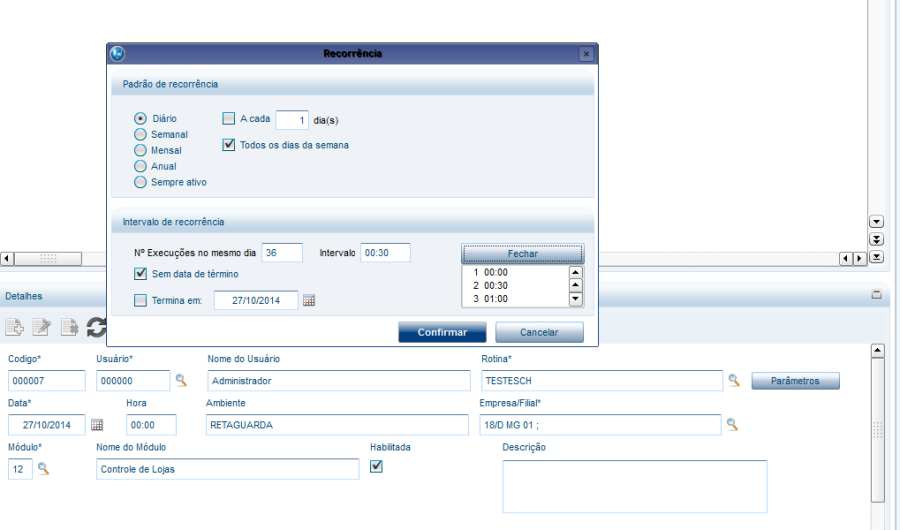 Recorrência
Padrão de recorrência
Diário
A cada 1 dia(s)
Semanal
Todos os dias da semana
Mensal
Anual
Sempre ativo
Intervalo de recorrência
Nº Execuções no mesmo dia 36 Intervalo 00:30 Fechar
1 00:00
2 00:30
3 01:00
Sem data de término
Termina em: 27/10/2014
Confirmar Cancelar
Detalhes
Codigo* Usuário* Nome do Usuário Rotina*
000007 000000 Administrador TESTESCH Parâmetros
Data* Hora Ambiente Empresa/Filial*
27/10/2014 00:00 RETAGUARDA 18/D MG 01 ;
Módulo* Nome do Módulo Habilitada Descrição
12 Controle de Lojas